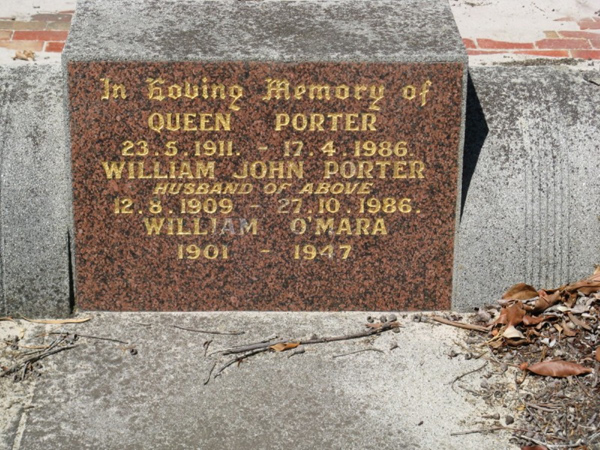 In Loving Memory of
QUEEN PORTER
23.5.1911. - 17.4.1986.
WILLIAM JOHN PORTER
HUSBAND OF ABOVE
12.8.1909 - 27.10.1986.
WILLIAM O'MARA
1901 - 1947